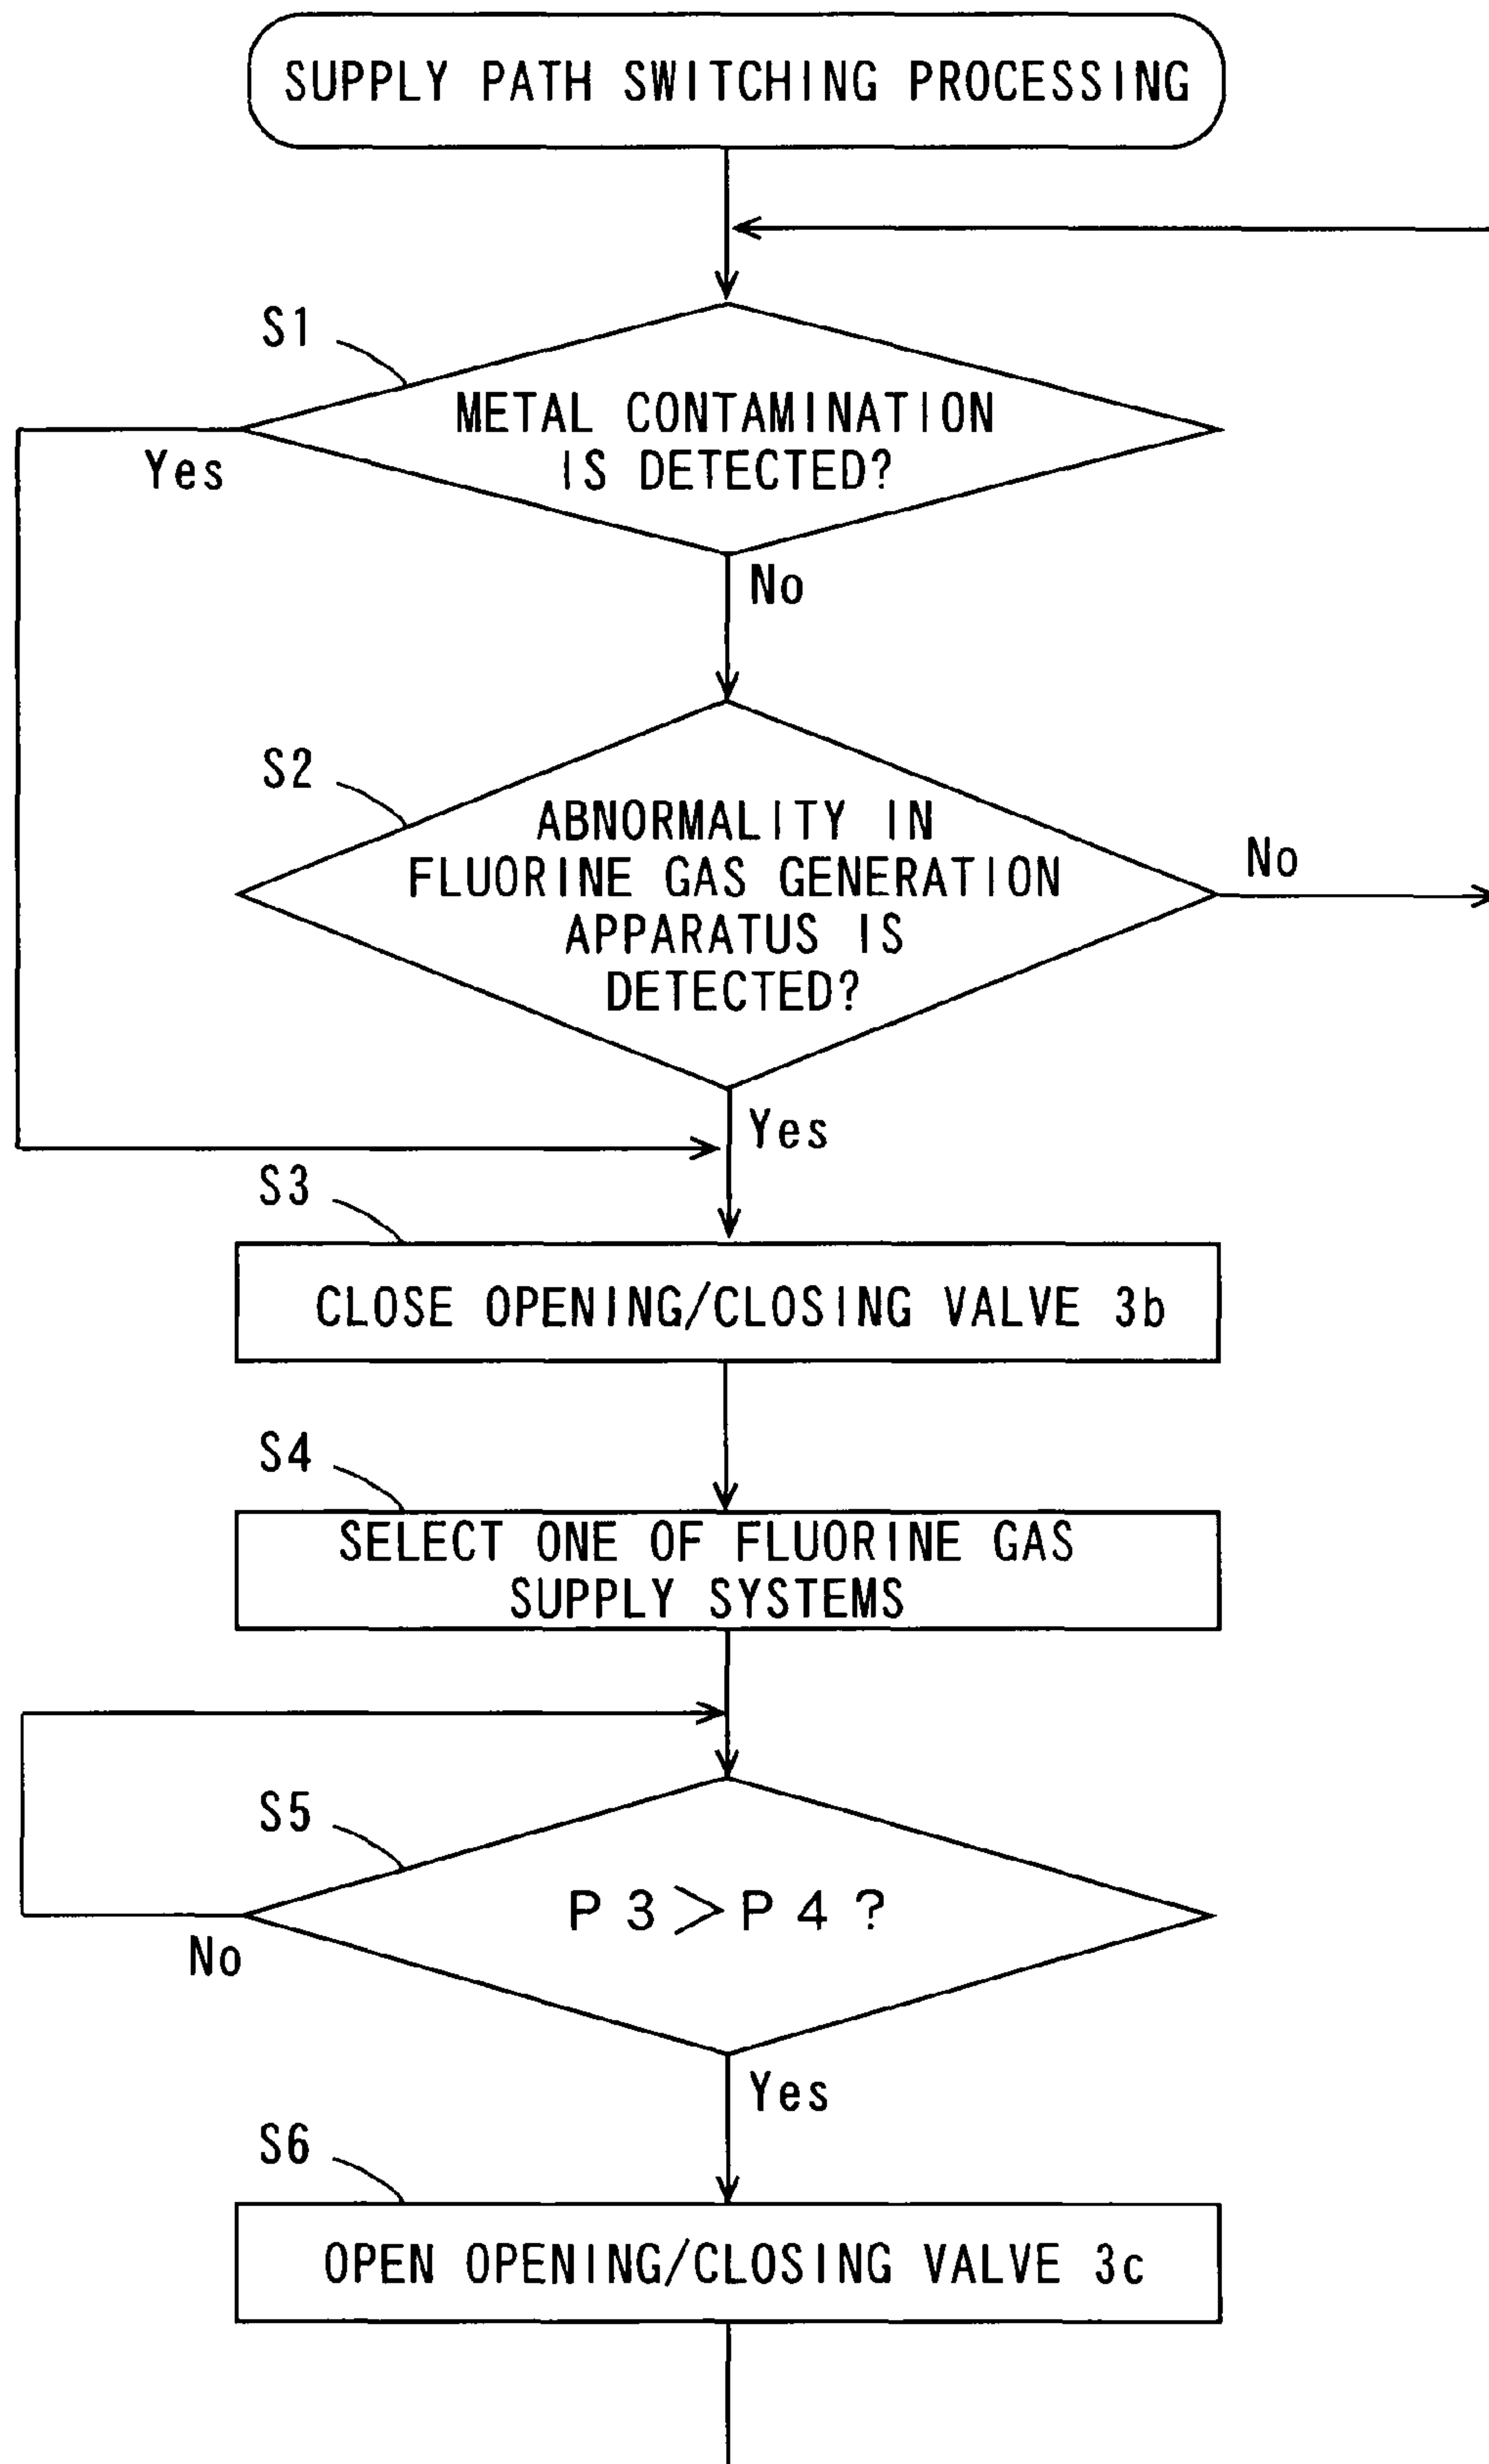 SUPPLY PATH SWITCHING PROCESSING
S1
METAL CONTAMINATION
IS DETECTED?
Yes
No
S2
ABNORMALITY IN
FLUORINE GAS GENERATION
APPARATUS IS
DETECTED?
No
Yes
S3
CLOSE OPENING/CLOSING VALVE 3b
S4
SELECT ONE OF FLUORINE GAS
SUPPLY SYSTEMS
S5
P3>P4?
No
Yes
S6
OPEN OPENING/CLOSING VALVE 3c